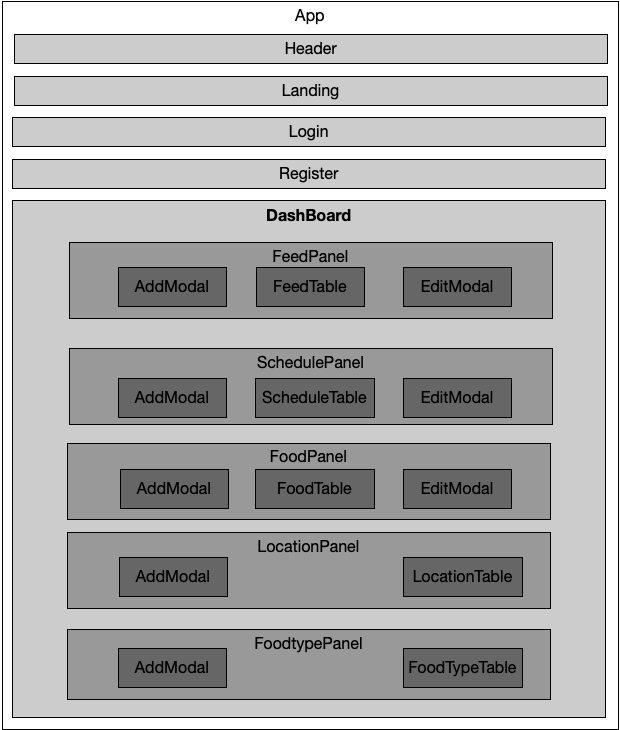 App
Header
Landing
Login
Register
DashBoard
FeedPanel
AddModal FeedTable EditModal
SchedulePanel
AddModal ScheduleTable EditModal
FoodPanel
AddModal FoodTable EditModal
LocationPanel
AddModal LocationTable
FoodtypePanel
AddModal FoodTypeTable